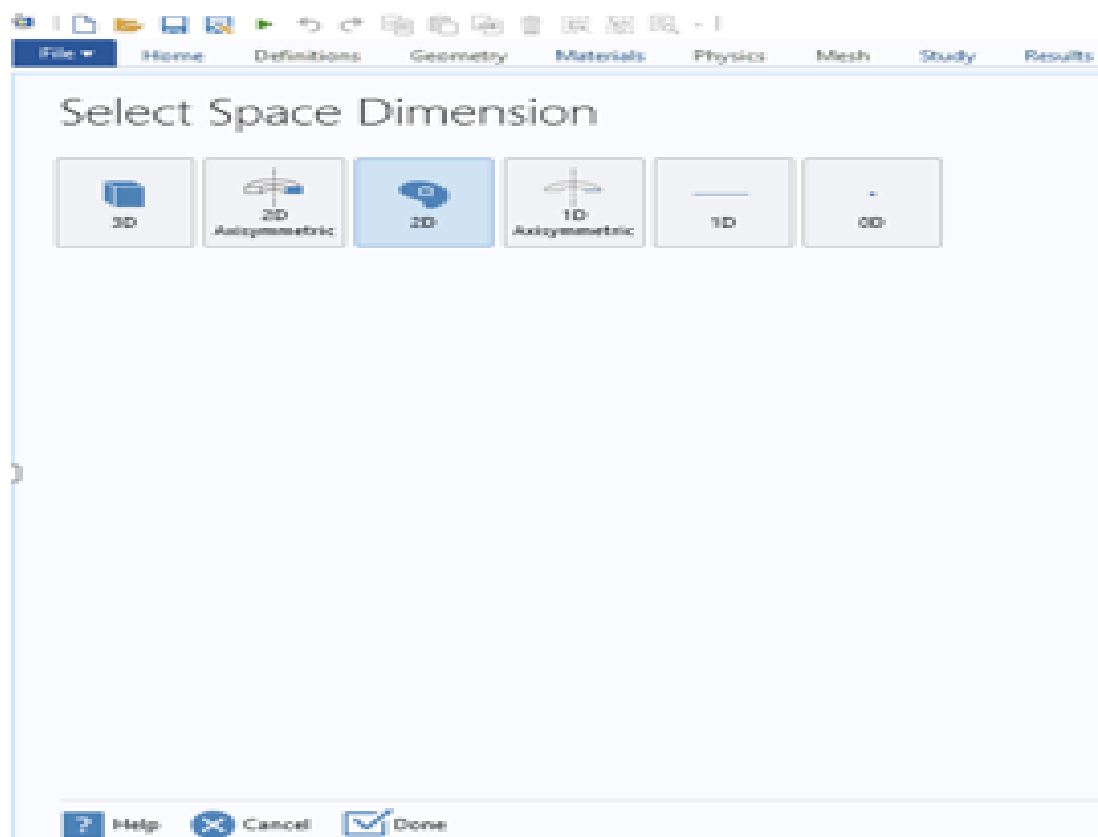 File Home Definitions Geometry Materials Physics Mesh Study Results
Select Space Dimension
3D
2D
Axisymmetric
2D
1D
Axisymmetric
1D
0D
? Help Cancel Done